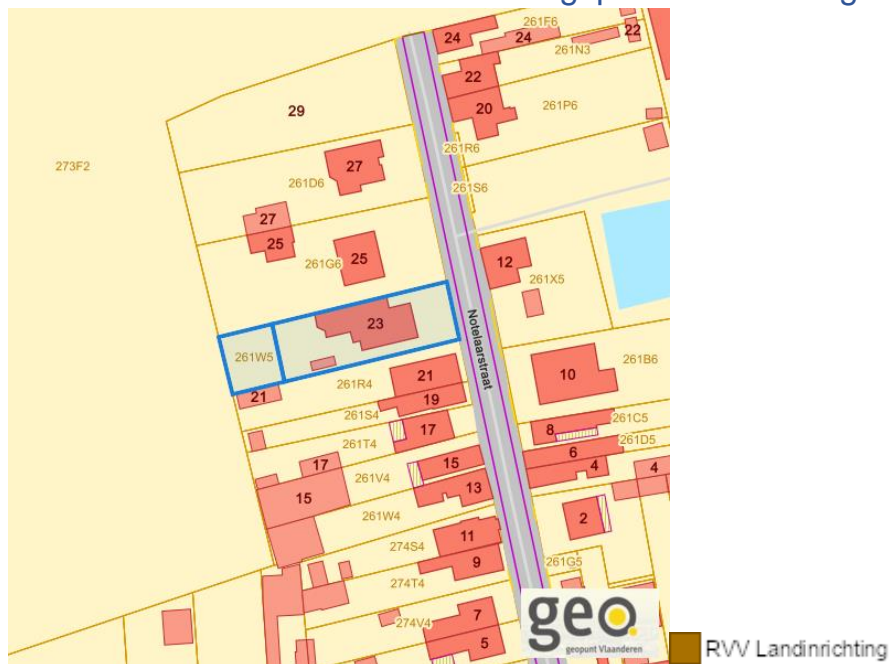 24
261F6
24
22
261N3
22
29
20
261P6
273F2
27
261R6
261D6
261S6
27
25
25
261G6
12
261X5
23
Notelaarstraat
261W5
261B6
21
10
261R4
21
19
261S4
261C5
17
8
261T4
261D5
6
17
15
4
4
261V4
15
13
261W4
2
11
274S4
9
261G5
274T4
7
274V4
5
geo
geopunt Vlaanderen
RVV Landinrichting